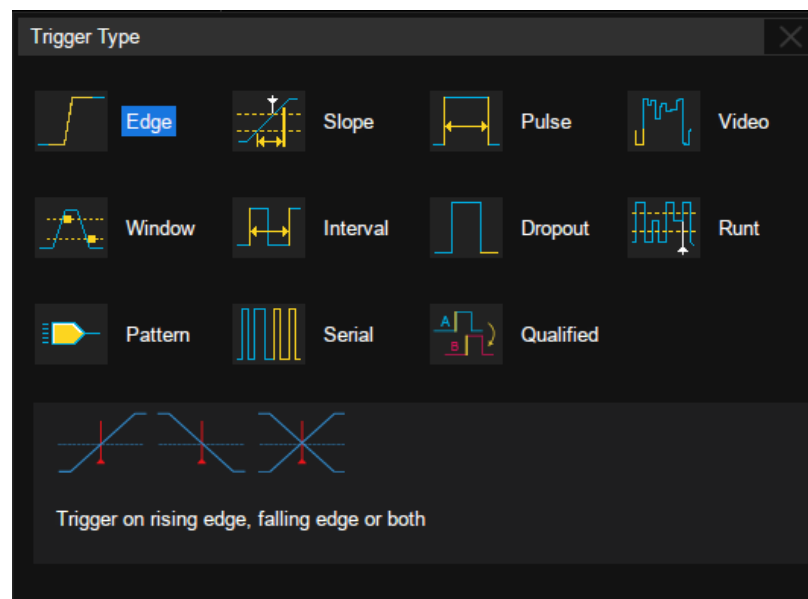 Trigger Type
Edge Slope Pulse Video
Window Interval Dropout Runt
Pattern Serial A B Qualified
Trigger on rising edge, falling edge or both